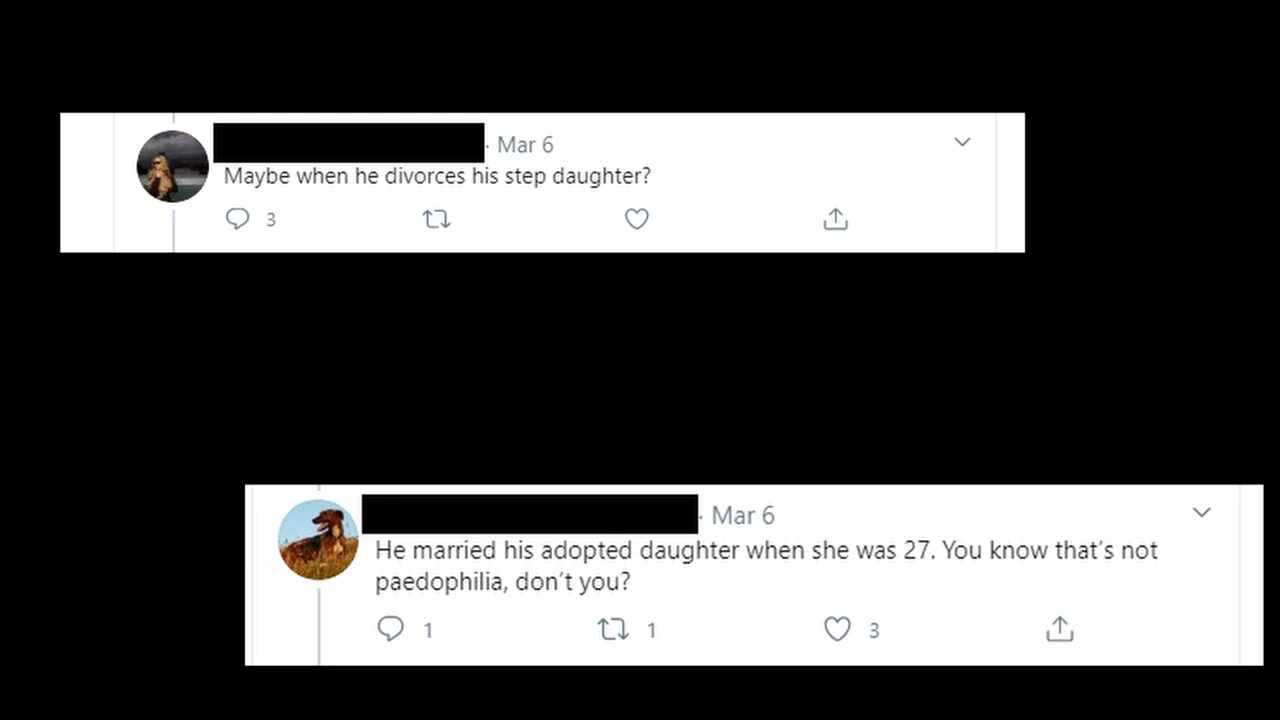 · Mar 6
Maybe when he divorces his step daughter?
3
· Mar 6
He married his adopted daughter when she was 27. You know that's not
paedophilia, don't you?
1 1 3